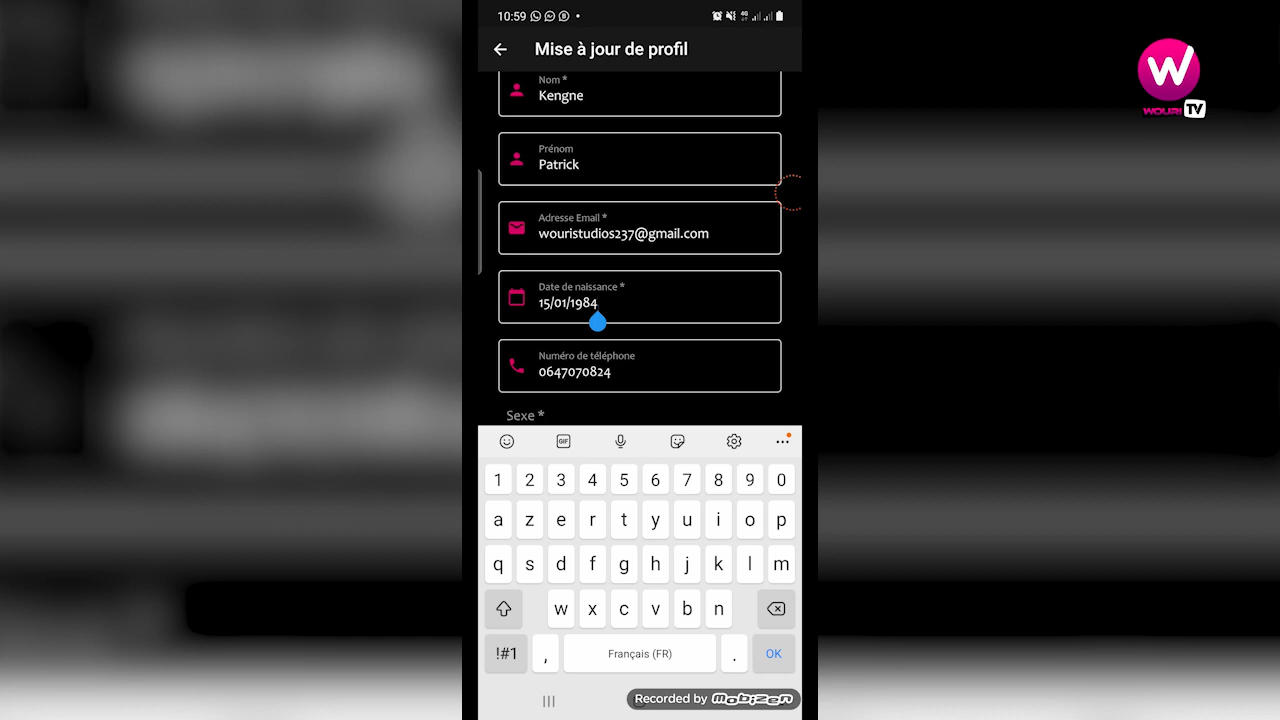 10:59
4G
Mise à jour de profil
W
WOURI TV
Nom *
Kengne
Prénom
Patrick
Adresse Email *
wouristudios237@gmail.com
Date de naissance *
15/01/1984
Numéro de téléphone
0647070824
Sexe *
GIF
1 2 3 4 5 6 7 8 9 0
a z e r t y u i o p
q s d f g h j k l m
w x c v b n
!#1 , Français (FR) . OK
Recorded by Mobizen